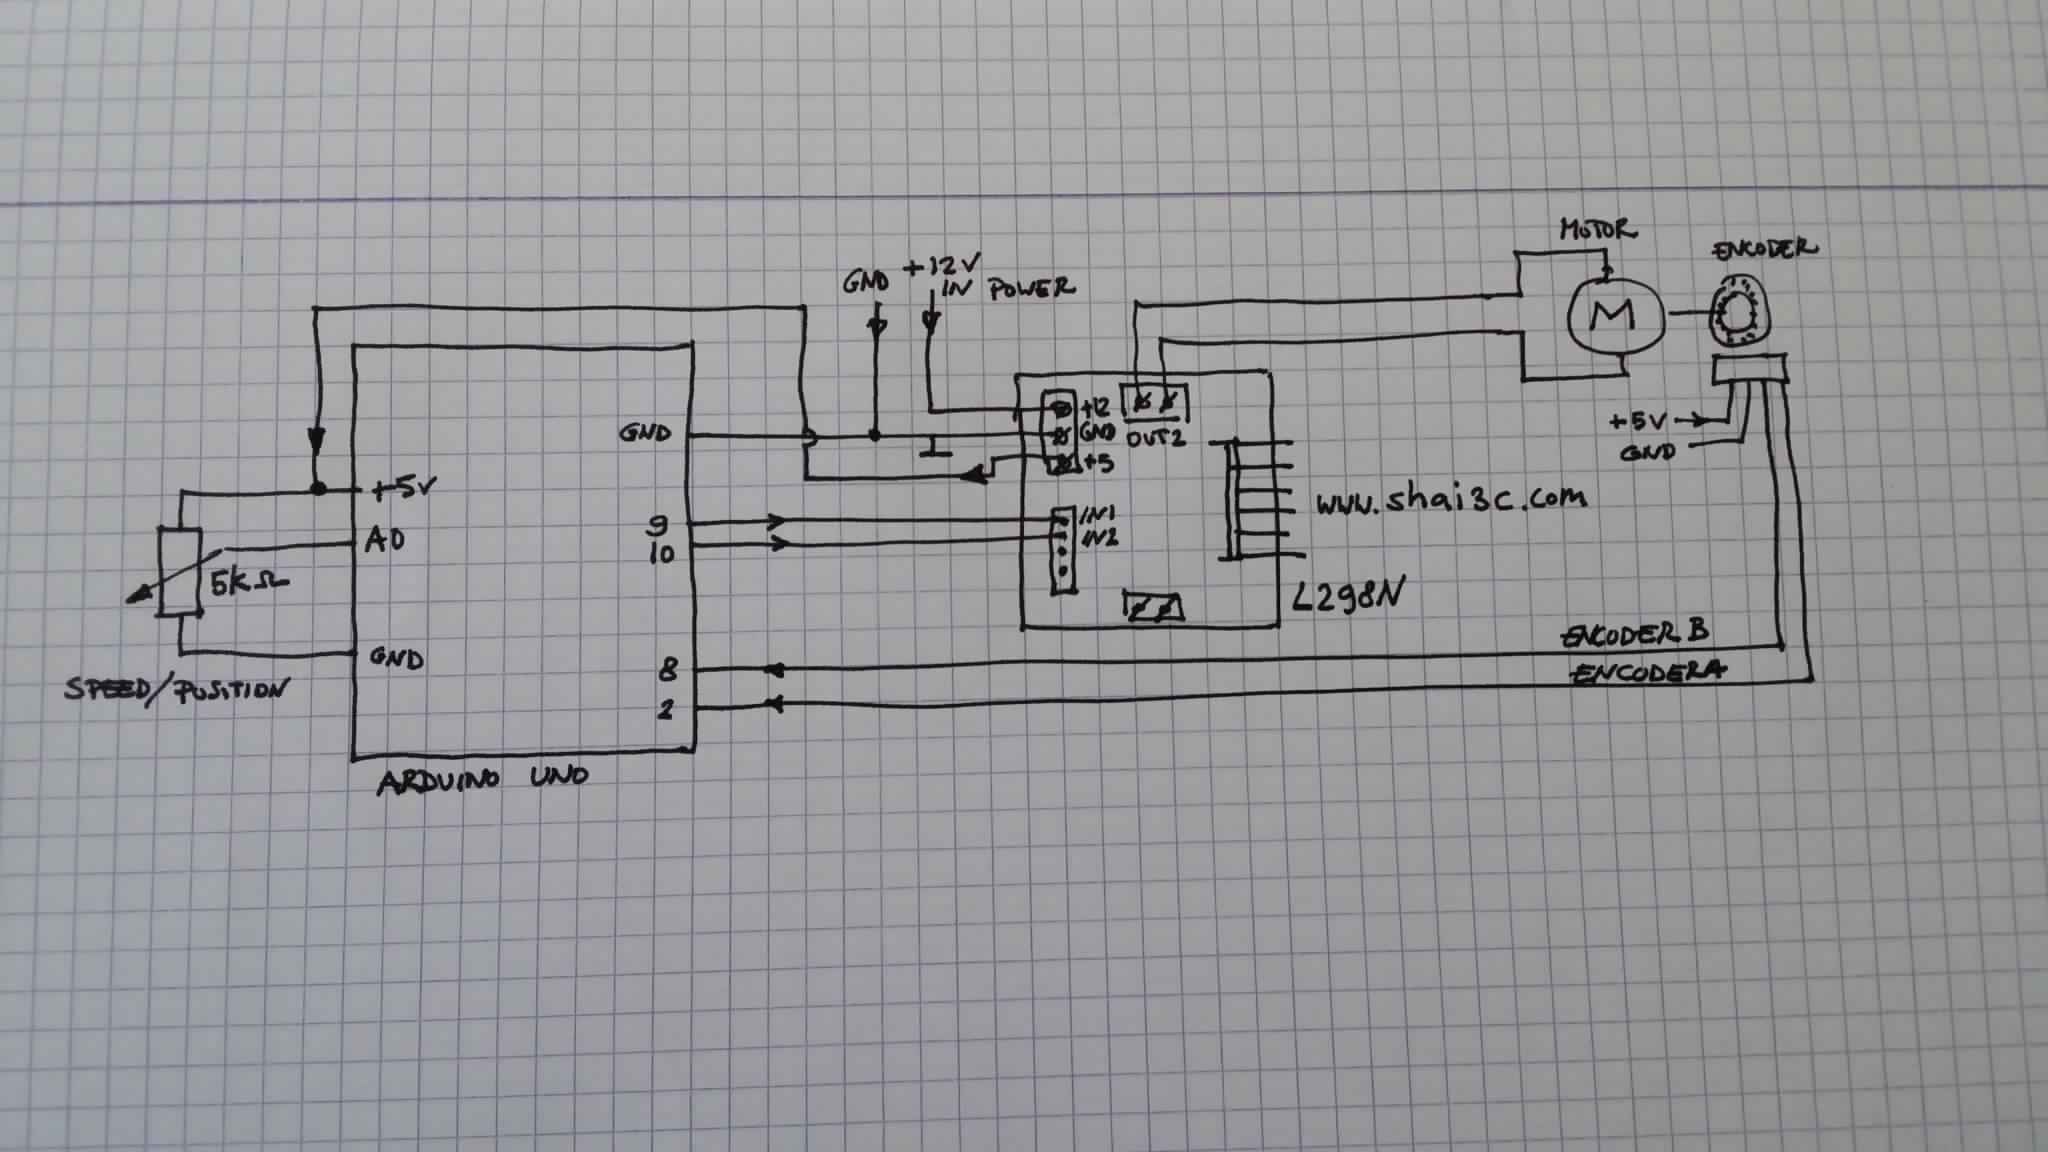 MOTOR
ENCODER
GND +12V
IN POWER
GND
+12
GND
+5
OUT2
M
+5V
GND
+5V
A0
5KΩ
GND
SPEED/POSITION
9
10
IN1
IN2
www.shai3c.com
L298N
8
2
ENCODER B
ENCODERA
ARDUINO UNO